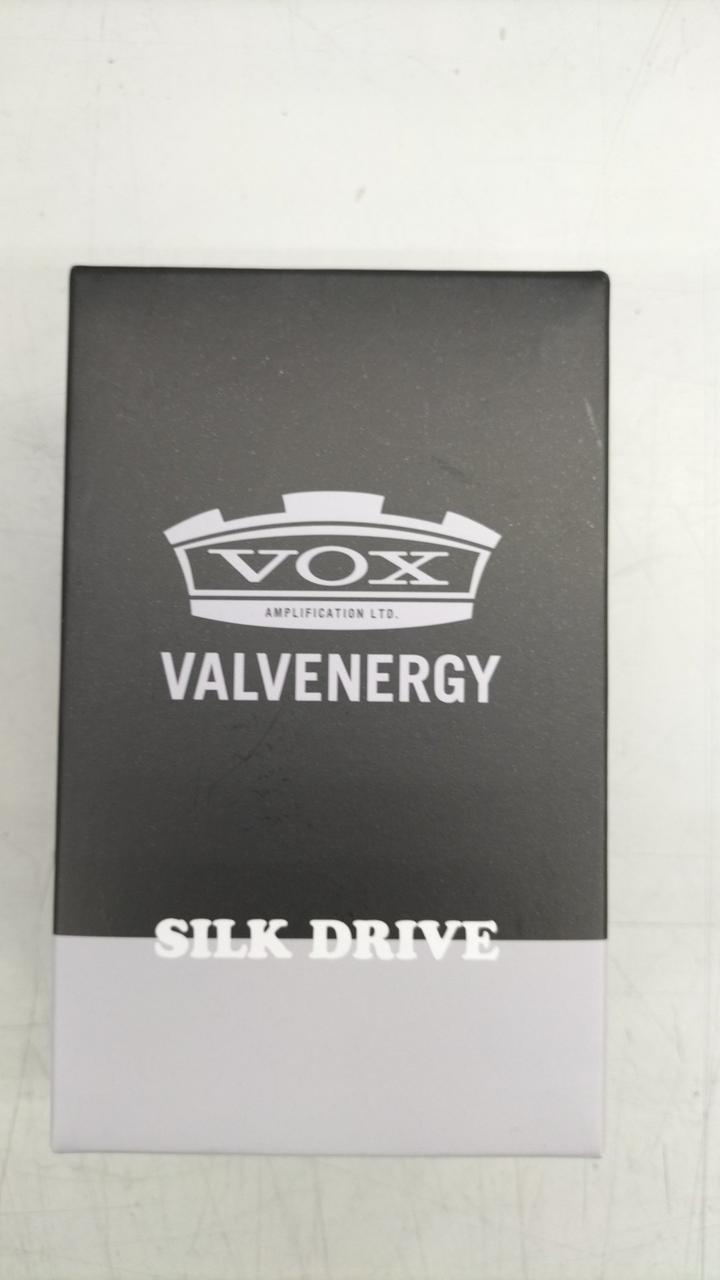 VOX
AMPLIFICATION LTD.
VALVENERGY
SILK DRIVE